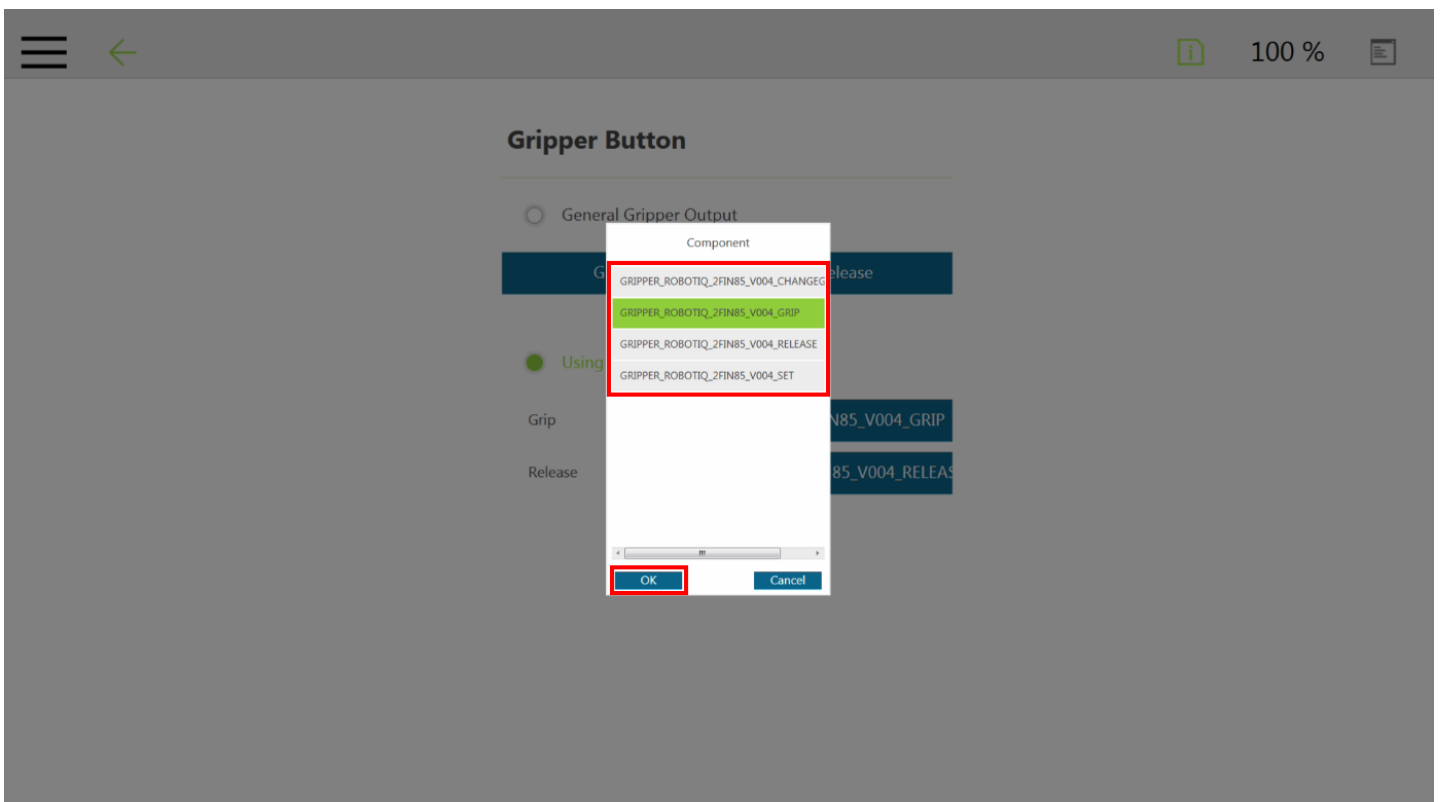 100 %
Gripper Button
General Gripper Output
Component
G elease
GRIPPER_ROBOTIQ_2FIN85_V004_CHANGEG
GRIPPER_ROBOTIQ_2FIN85_V004_GRIP
GRIPPER_ROBOTIQ_2FIN85_V004_RELEASE
Using
GRIPPER_ROBOTIQ_2FIN85_V004_SET
Grip N85_V004_GRIP
Release 85_V004_RELEAS
OK Cancel